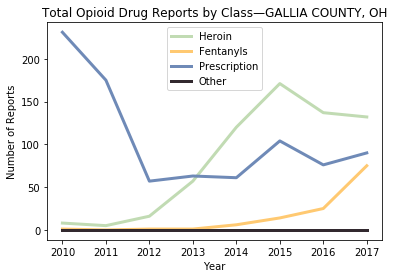 Total Opioid Drug Reports by Class—GALLIA COUNTY, OH
Heroin
Fentanyls
Prescription
Other
Number of Reports
200
150
100
50
0
2010 2011 2012 2013 2014 2015 2016 2017
Year